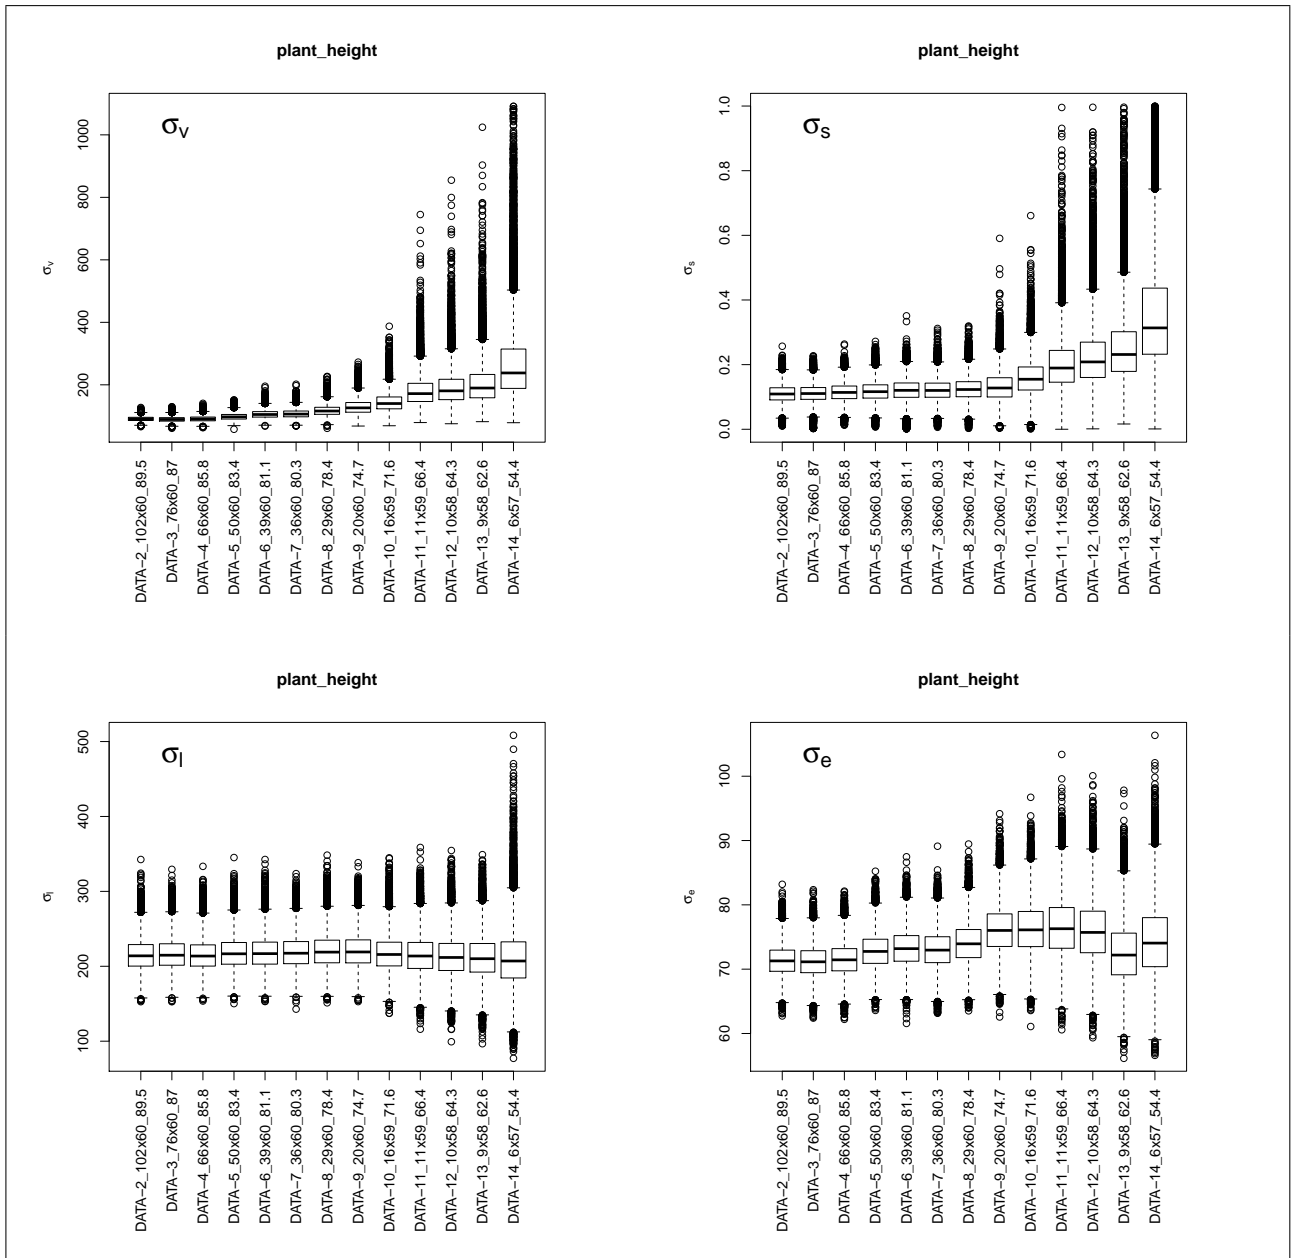 plant_height
σv
σv
200
400
600
800
1000
DATA−2_102x60_89.5
DATA−3_76x60_87
DATA−4_66x60_85.8
DATA−5_50x60_83.4
DATA−6_39x60_81.1
DATA−7_36x60_80.3
DATA−8_29x60_78.4
DATA−9_20x60_74.7
DATA−10_16x59_71.6
DATA−11_11x59_66.4
DATA−12_10x58_64.3
DATA−13_9x58_62.6
DATA−14_6x57_54.4
plant_height
σs
σs
0.0
0.2
0.4
0.6
0.8
1.0
DATA−2_102x60_89.5
DATA−3_76x60_87
DATA−4_66x60_85.8
DATA−5_50x60_83.4
DATA−6_39x60_81.1
DATA−7_36x60_80.3
DATA−8_29x60_78.4
DATA−9_20x60_74.7
DATA−10_16x59_71.6
DATA−11_11x59_66.4
DATA−12_10x58_64.3
DATA−13_9x58_62.6
DATA−14_6x57_54.4
plant_height
σl
σl
100
200
300
400
500
DATA−2_102x60_89.5
DATA−3_76x60_87
DATA−4_66x60_85.8
DATA−5_50x60_83.4
DATA−6_39x60_81.1
DATA−7_36x60_80.3
DATA−8_29x60_78.4
DATA−9_20x60_74.7
DATA−10_16x59_71.6
DATA−11_11x59_66.4
DATA−12_10x58_64.3
DATA−13_9x58_62.6
DATA−14_6x57_54.4
plant_height
σe
σe
60
70
80
90
100
DATA−2_102x60_89.5
DATA−3_76x60_87
DATA−4_66x60_85.8
DATA−5_50x60_83.4
DATA−6_39x60_81.1
DATA−7_36x60_80.3
DATA−8_29x60_78.4
DATA−9_20x60_74.7
DATA−10_16x59_71.6
DATA−11_11x59_66.4
DATA−12_10x58_64.3
DATA−13_9x58_62.6
DATA−14_6x57_54.4